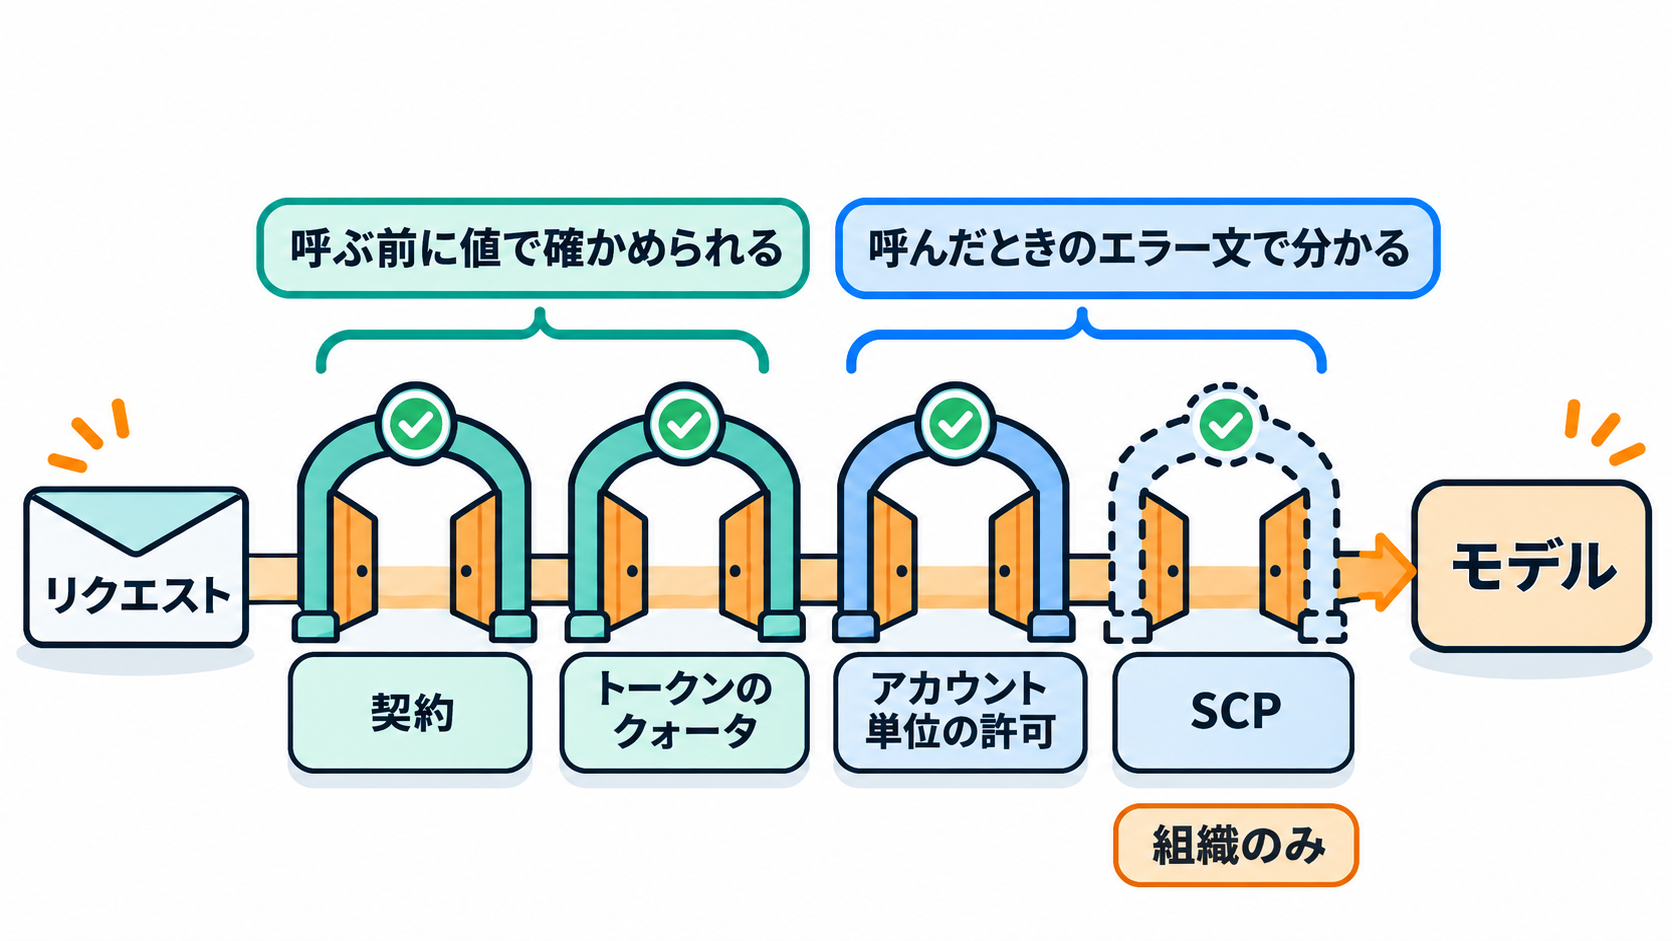 呼ぶ前に値で確かめられる
呼んだときのエラー文で分かる
リクエスト
契約
トークンの
クォータ
アカウント
単位の許可
SCP
組織のみ
モデル